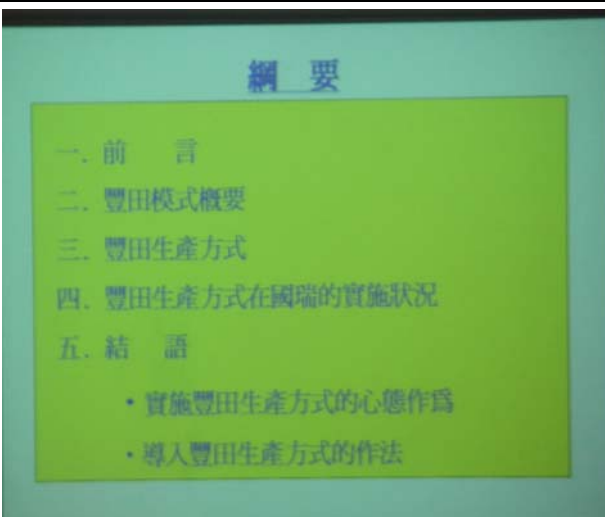 綱 要
一. 前 言
二. 豐田模式概要
三. 豐田生產方式
四. 豐田生產方式在國瑞的實施狀況
五. 結 語
• 實施豐田生產方式的心態作為
• 導入豐田生產方式的作法